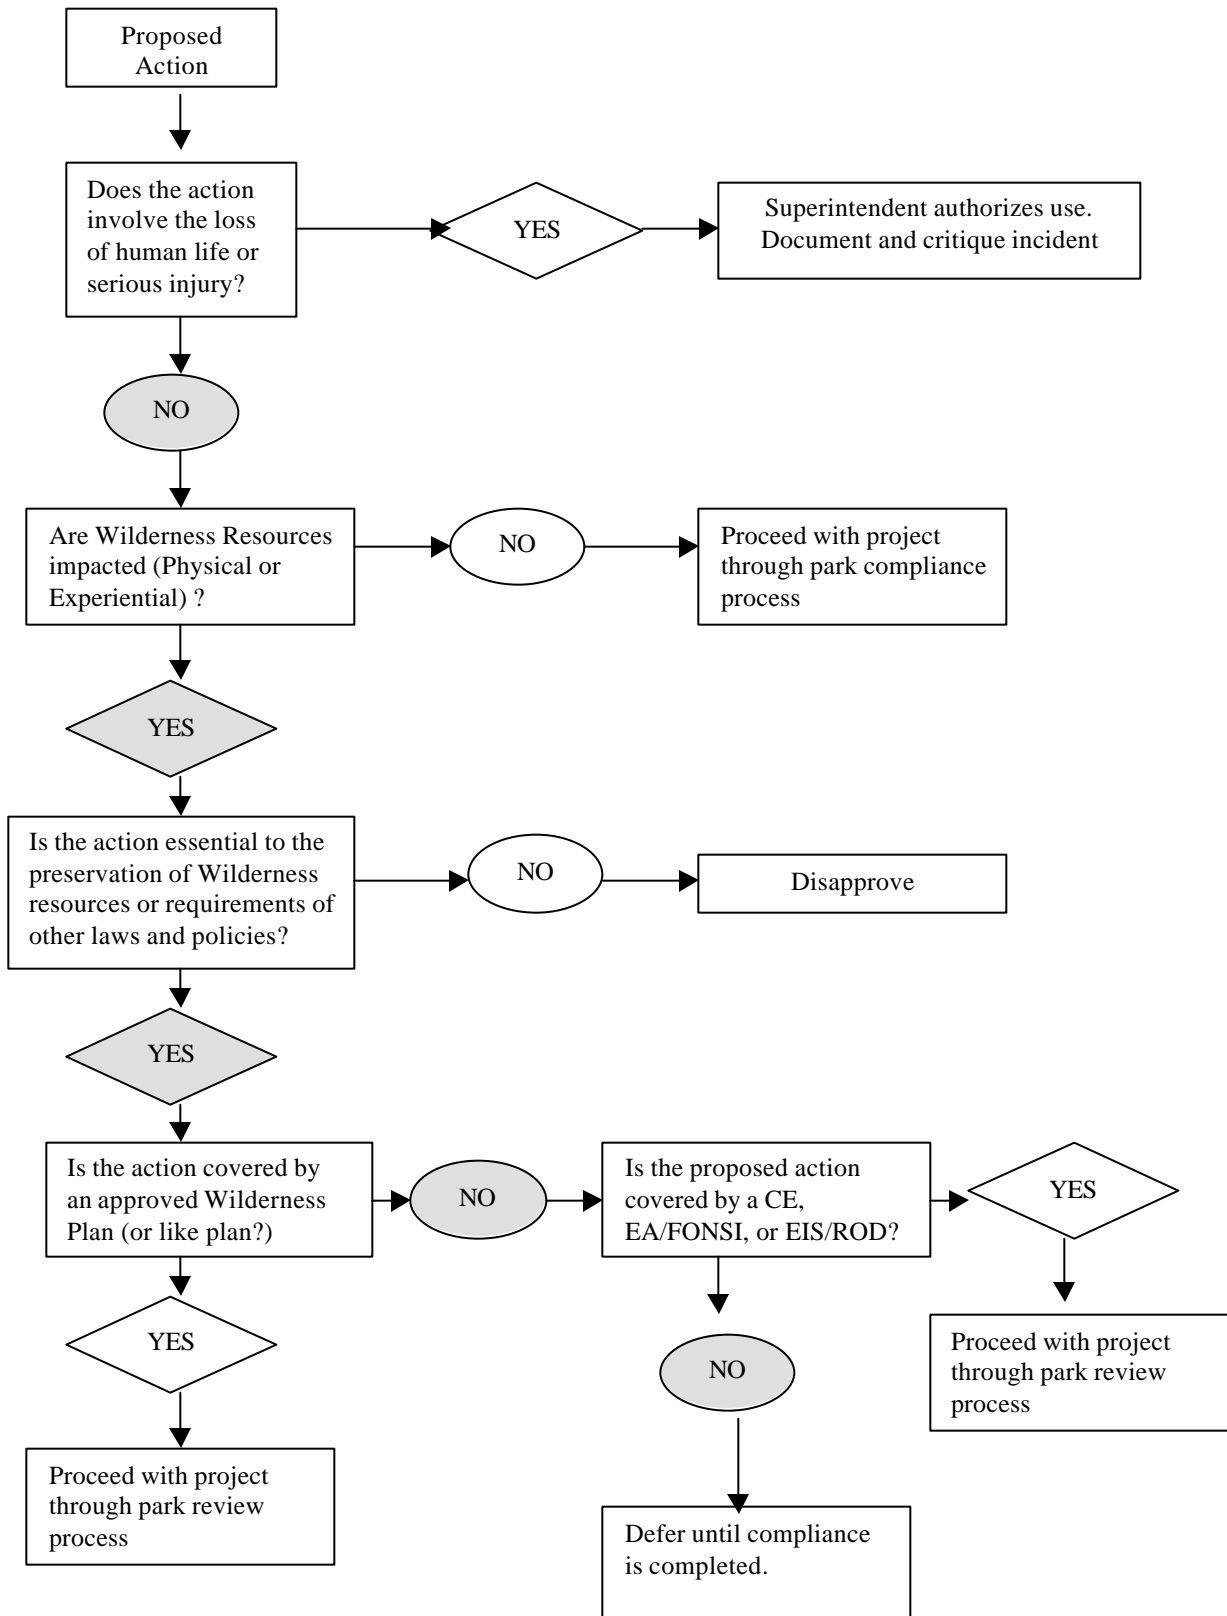 Proposed
Action
Does the action
involve the loss
of human life or
serious injury?
YES
Superintendent authorizes use.
Document and critique incident
NO
Are Wilderness Resources
impacted (Physical or
Experiential) ?
NO
Proceed with project
through park compliance
process
YES
Is the action essential to the
preservation of Wilderness
resources or requirements of
other laws and policies?
NO
Disapprove
YES
Is the action covered by
an approved Wilderness
Plan (or like plan?)
NO
Is the proposed action
covered by a CE,
EA/FONSI, or EIS/ROD?
YES
YES
Proceed with project
through park review
process
NO
Proceed with project
through park review
process
Defer until compliance
is completed.